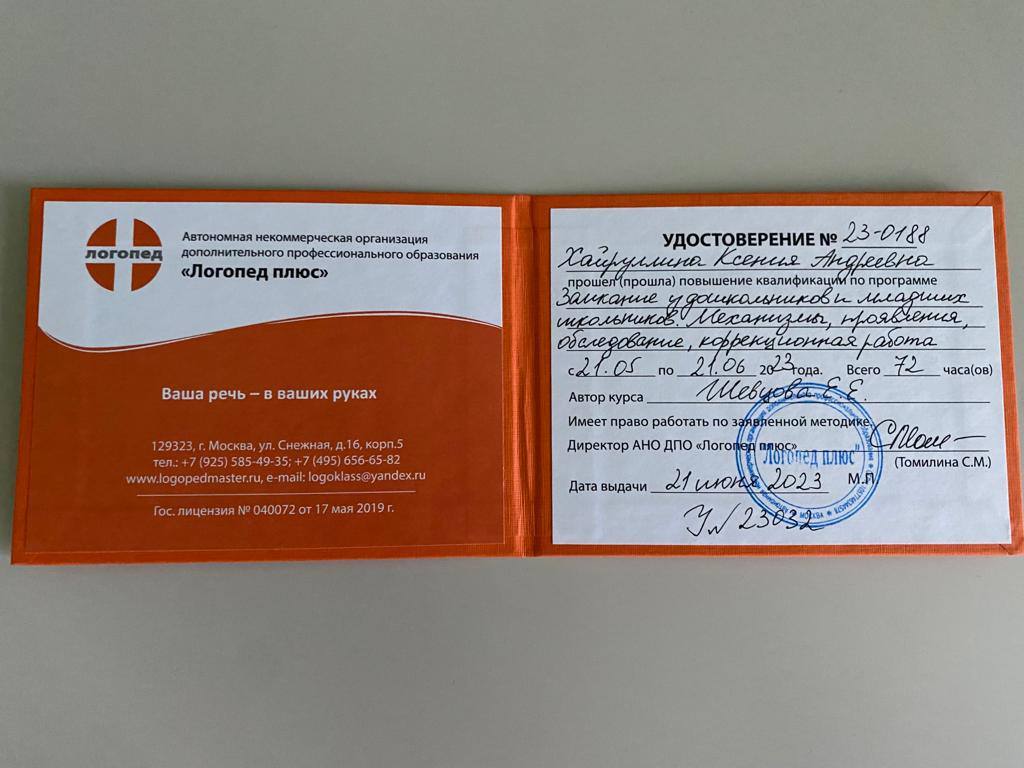 логопед
Автономная некоммерческая организация
дополнительного профессионального образования
«Логопед плюс»
Ваша речь – в ваших руках
129323, г. Москва, ул. Снежная, д.16, корп.5
тел.: +7 (925) 585-49-35; +7 (495) 656-65-82
www.logopedmaster.ru, e-mail: logoklass@yandex.ru
Гос. лицензия № 040072 от 17 мая 2019 г.
УДОСТОВЕРЕНИЕ № 23-0188
Хайруллина Ксения Андреевна
прошел (прошла) повышение квалификации по программе
Заикание у дошкольников и младших
школьников. Механизмы, проявления,
обследование, коррекционная работа
с 21.05 по 21.06 2023 года. Всего 72 часа(ов)
Автор курса Шевцова Е.Е.
Имеет право работать по заявленной методике.
Директор АНО ДПО «Логопед плюс»
(Томилина С.М.)
Дата выдачи 21 июня 2023 М.П.
У№23032
"Логопед плюс"
МОСКВА